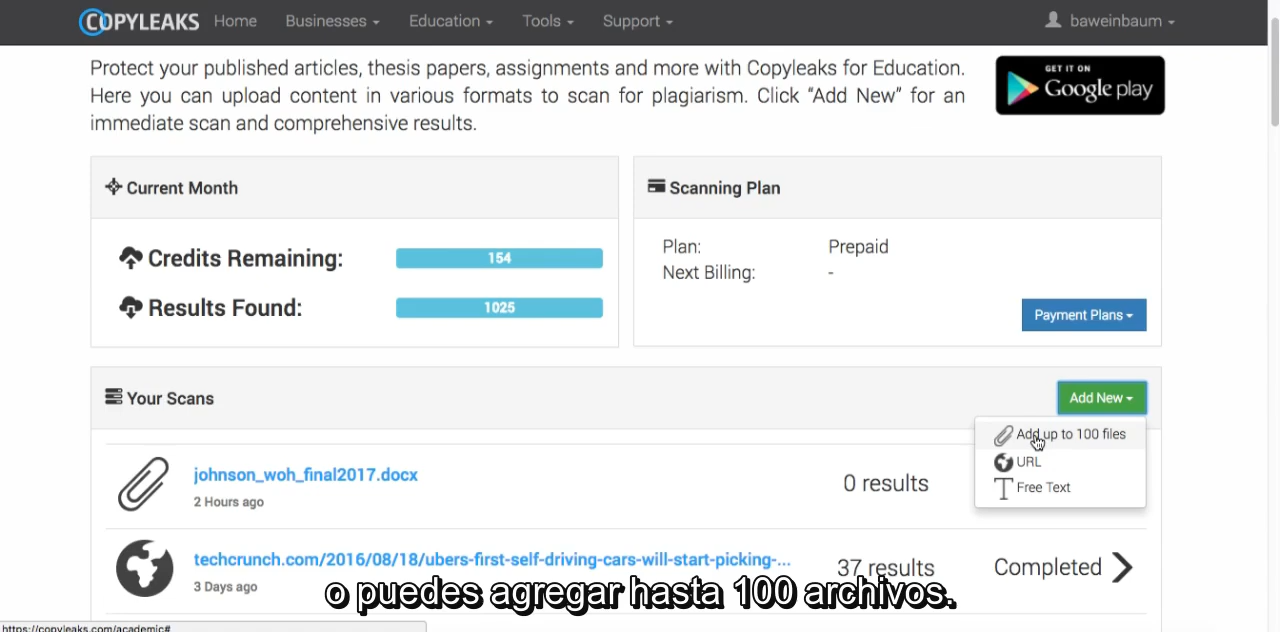 COPYLEAKS Home Businesses Education Tools Support baweinbaum
Protect your published articles, thesis papers, assignments and more with Copyleaks for Education.
Here you can upload content in various formats to scan for plagiarism. Click “Add New” for an
immediate scan and comprehensive results.
GET IT ON
Google play
Current Month
Credits Remaining: 154
Results Found: 1025
Scanning Plan
Plan: Prepaid
Next Billing: -
Payment Plans
Your Scans
Add New
Add up to 100 files
URL
Free Text
johnson_woh_final2017.docx
2 Hours ago
0 results
techcrunch.com/2016/08/18/ubers-first-self-driving-cars-will-start-picking-...
3 Days ago
37 results
Completed
o puedes agregar hasta 100 archivos.
https://copyleaks.com/academic#